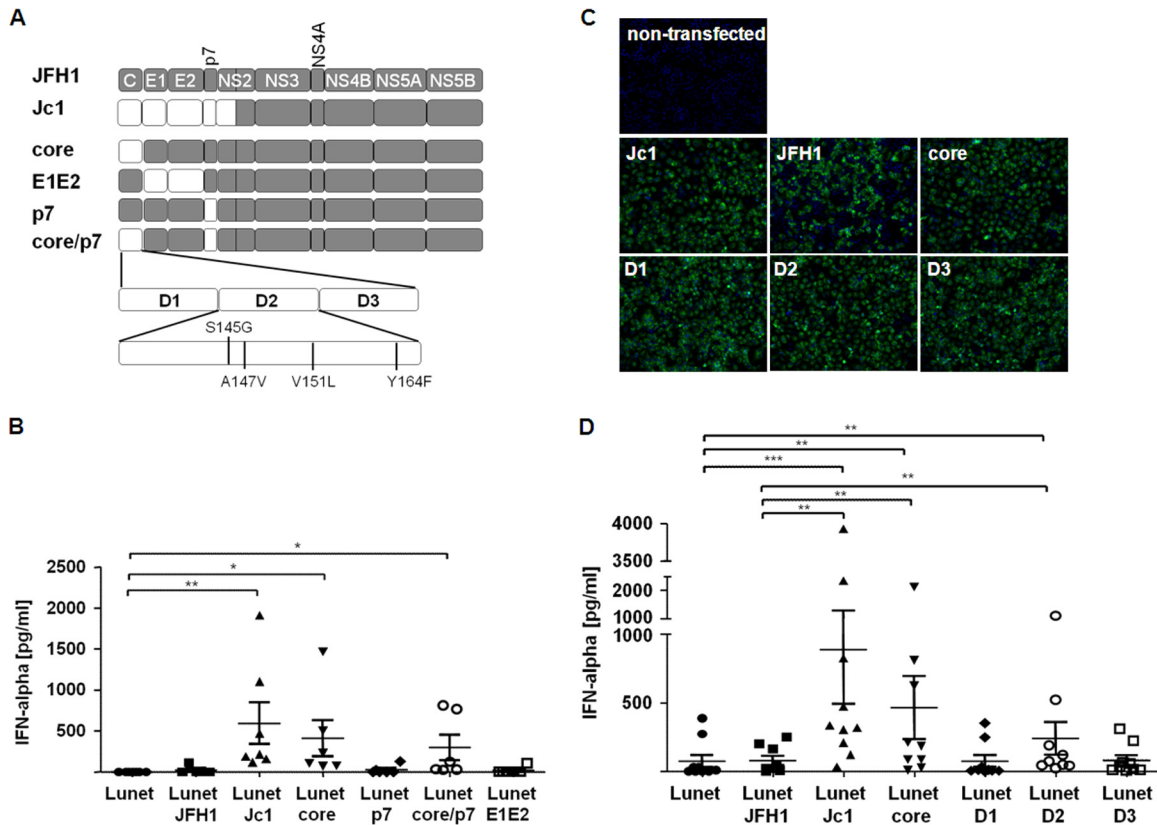 A
p7
NS4A
JFH1
C E1 E2 NS2 NS3 NS4B NS5A NS5B
Jc1
core
E1E2
p7
core/p7
D1 D2 D3
S145G
A147V V151L Y164F
C
non-transfected
Jc1 JFH1 core
D1 D2 D3
B
*
*
**
IFN-alpha [pg/ml]
2500
2000
1500
1000
500
Lunet Lunet Lunet Lunet Lunet Lunet Lunet
JFH1 Jc1 core p7 core/p7 E1E2
D
**
**
***
**
**
**
IFN-alpha [pg/ml]
4000
3500
2000
1000
1000
500
Lunet Lunet Lunet Lunet Lunet Lunet Lunet
JFH1 Jc1 core D1 D2 D3